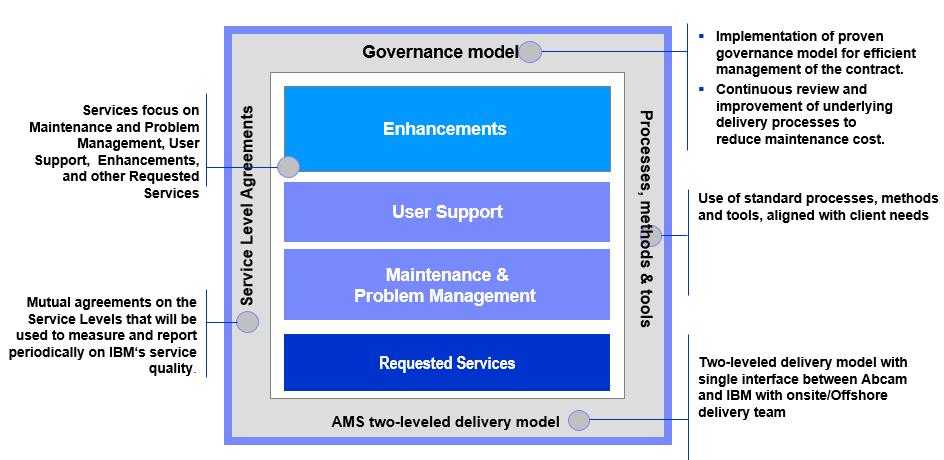 Governance model
Implementation of proven
governance model for efficient
management of the contract.
Continuous review and
improvement of underlying
delivery processes to
reduce maintenance cost.
Services focus on
Maintenance and Problem
Management, User
Support, Enhancements,
and other Requested
Services
Service Level Agreements
Enhancements
User Support
Maintenance &
Problem Management
Requested Services
Processes, methods & tools
Use of standard processes, methods
and tools, aligned with client needs
Mutual agreements on the
Service Levels that will be
used to measure and report
periodically on IBM‘s service
quality.
Two-leveled delivery model with
single interface between Abcam
and IBM with onsite/Offshore
delivery team
AMS two-leveled delivery model